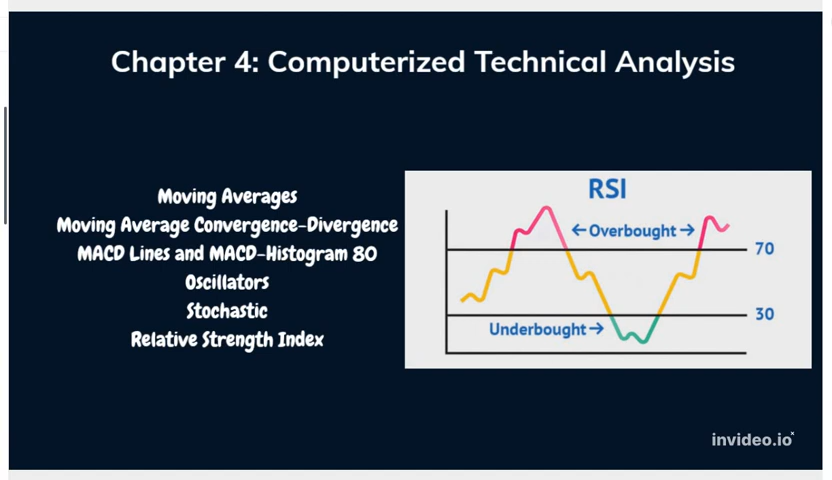 Chapter 4: Computerized Technical Analysis
Moving Averages
Moving Average Convergence-Divergence
MACD Lines and MACD-Histogram 80
Oscillators
Stochastic
Relative Strength Index
RSI
←Overbought→
70
30
Underbought→
invideo.io